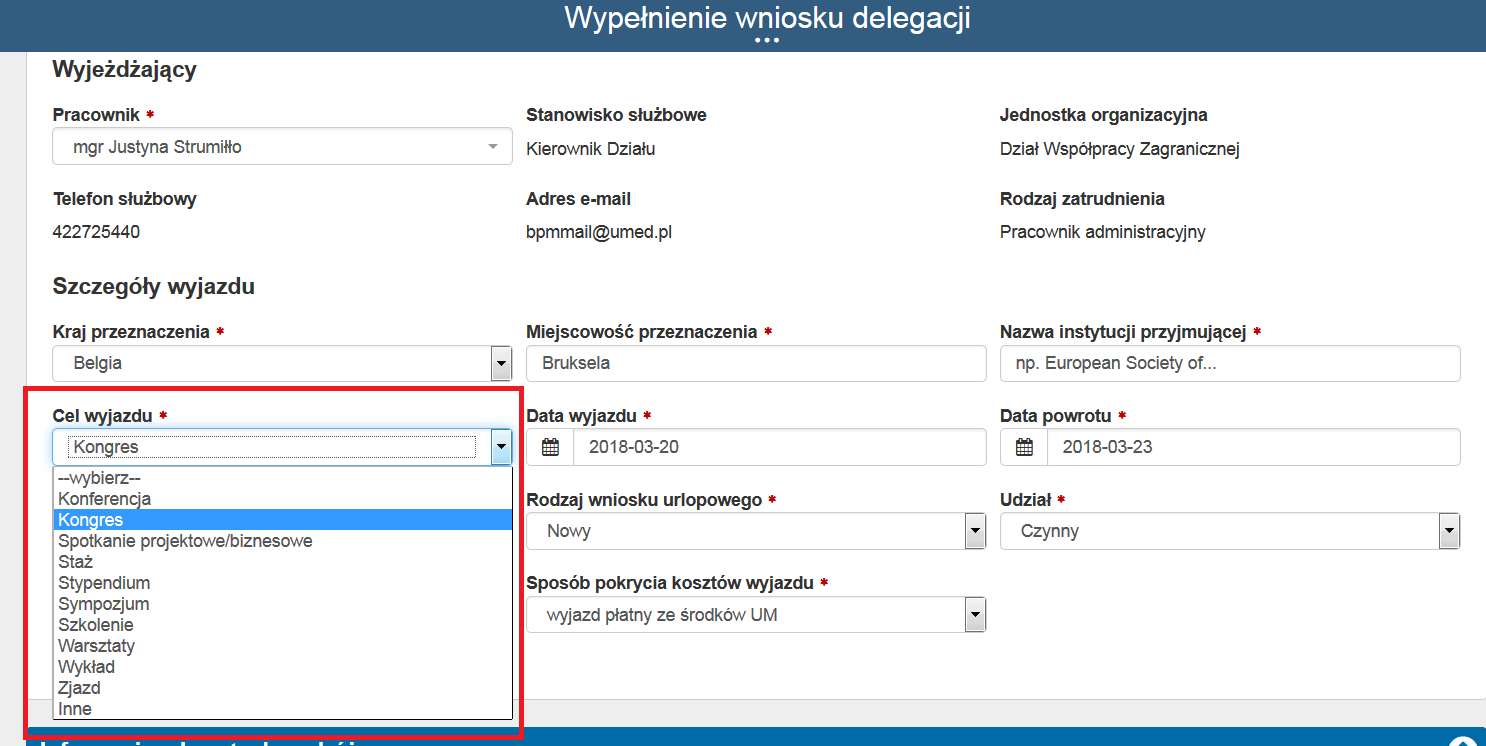 Wypełnienie wniosku delegacji
...
Wyjeżdżający
Pracownik *
Stanowisko służbowe
Jednostka organizacyjna
mgr Justyna Strumiłło
Kierownik Działu
Dział Współpracy Zagranicznej
Telefon służbowy
Adres e-mail
Rodzaj zatrudnienia
422725440
bpmmail@umed.pl
Pracownik administracyjny
Szczegóły wyjazdu
Kraj przeznaczenia *
Miejscowość przeznaczenia *
Nazwa instytucji przyjmującej *
Belgia
Bruksela
np. European Society of...
Cel wyjazdu *
Data wyjazdu *
Data powrotu *
Kongres
2018-03-20
2018-03-23
--wybierz--
Konferencja
Kongres
Spotkanie projektowe/biznesowe
Staż
Stypendium
Sympozjum
Szkolenie
Warsztaty
Wykład
Zjazd
Inne
Rodzaj wniosku urlopowego *
Udział *
Nowy
Czynny
Sposób pokrycia kosztów wyjazdu *
wyjazd płatny ze środków UM